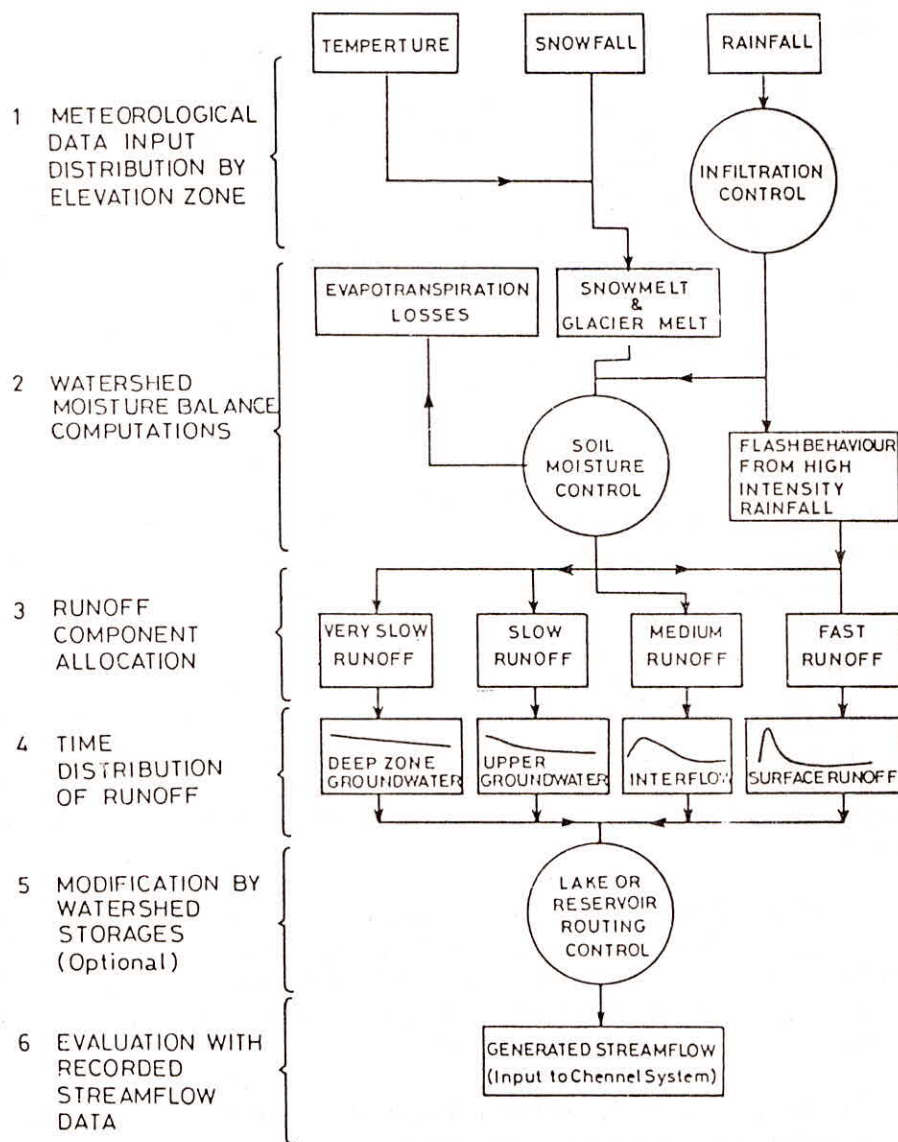 TEMPERTURE
SNOWFALL
RAINFALL
1 METEOROLOGICAL
DATA INPUT
DISTRIBUTION BY
ELEVATION ZONE
INFILTRATION
CONTROL
EVAPOTRANSPIRATION
LOSSES
SNOWMELT
&
GLACIER MELT
2 WATERSHED
MOISTURE BALANCE
COMPUTATIONS
SOIL
MOISTURE
CONTROL
FLASH BEHAVIOUR
FROM HIGH
INTENSITY
RAINFALL
3 RUNOFF
COMPONENT
ALLOCATION
VERY SLOW
RUNOFF
SLOW
RUNOFF
MEDIUM
RUNOFF
FAST
RUNOFF
4 TIME
DISTRIBUTION
OF RUNOFF
DEEP ZONE
GROUNDWATER
UPPER
GROUNDWATER
INTERFLOW
SURFACE RUNOFF
5 MODIFICATION BY
WATERSHED
STORAGES
(Optional)
LAKE OR
RESERVOIR
ROUTING
CONTROL
6 EVALUATION WITH
RECORDED
STREAMFLOW
DATA
GENERATED STREAMFLOW
(Input to Channel System)